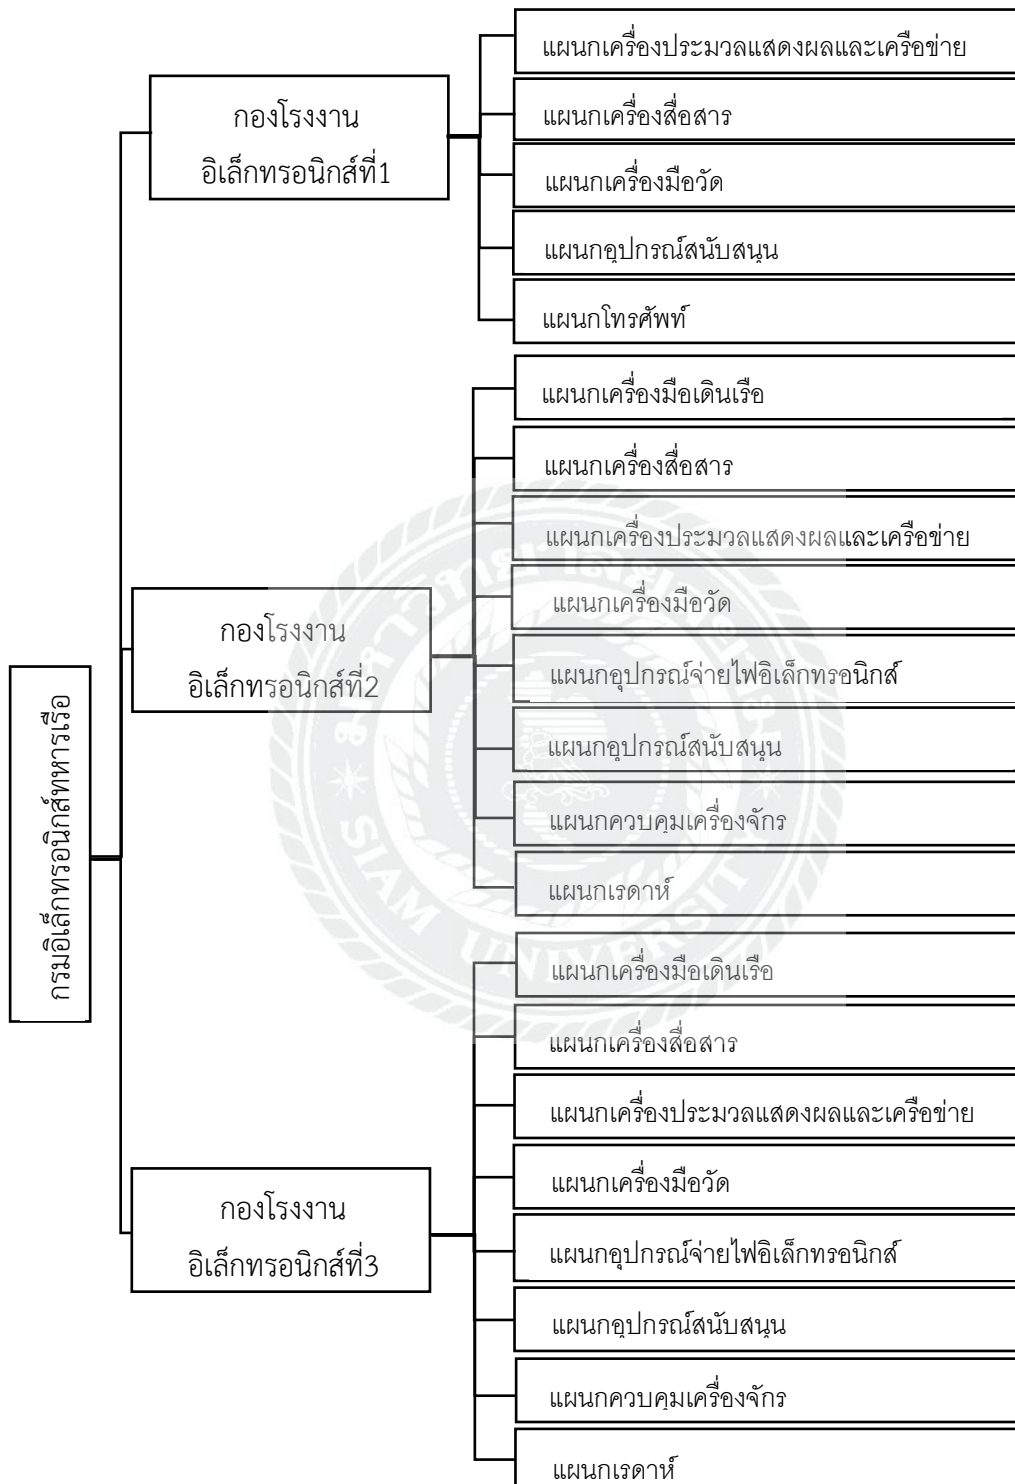 กรมอิเล็กทรอนิกส์ทหารเรือ
กองโรงงาน
อิเล็กทรอนิกส์ที่1
แผนกเครื่องประมวลแสดงผลและเครือข่าย
แผนกเครื่องสื่อสาร
แผนกเครื่องมือวัด
แผนกอุปกรณ์สนับสนุน
แผนกโทรศัพท์
กองโรงงาน
อิเล็กทรอนิกส์ที่2
แผนกเครื่องมือเดินเรือ
แผนกเครื่องสื่อสาร
แผนกเครื่องประมวลแสดงผลและเครือข่าย
แผนกเครื่องมือวัด
แผนกอุปกรณ์จ่ายไฟอิเล็กทรอนิกส์
แผนกอุปกรณ์สนับสนุน
แผนกควบคุมเครื่องจักร
แผนกเรดาห์
กองโรงงาน
อิเล็กทรอนิกส์ที่3
แผนกเครื่องมือเดินเรือ
แผนกเครื่องสื่อสาร
แผนกเครื่องประมวลแสดงผลและเครือข่าย
แผนกเครื่องมือวัด
แผนกอุปกรณ์จ่ายไฟอิเล็กทรอนิกส์
แผนกอุปกรณ์สนับสนุน
แผนกควบคุมเครื่องจักร
แผนกเรดาห์
มหาวิทยาลัยสยาม
SIAM UNIVERSITY